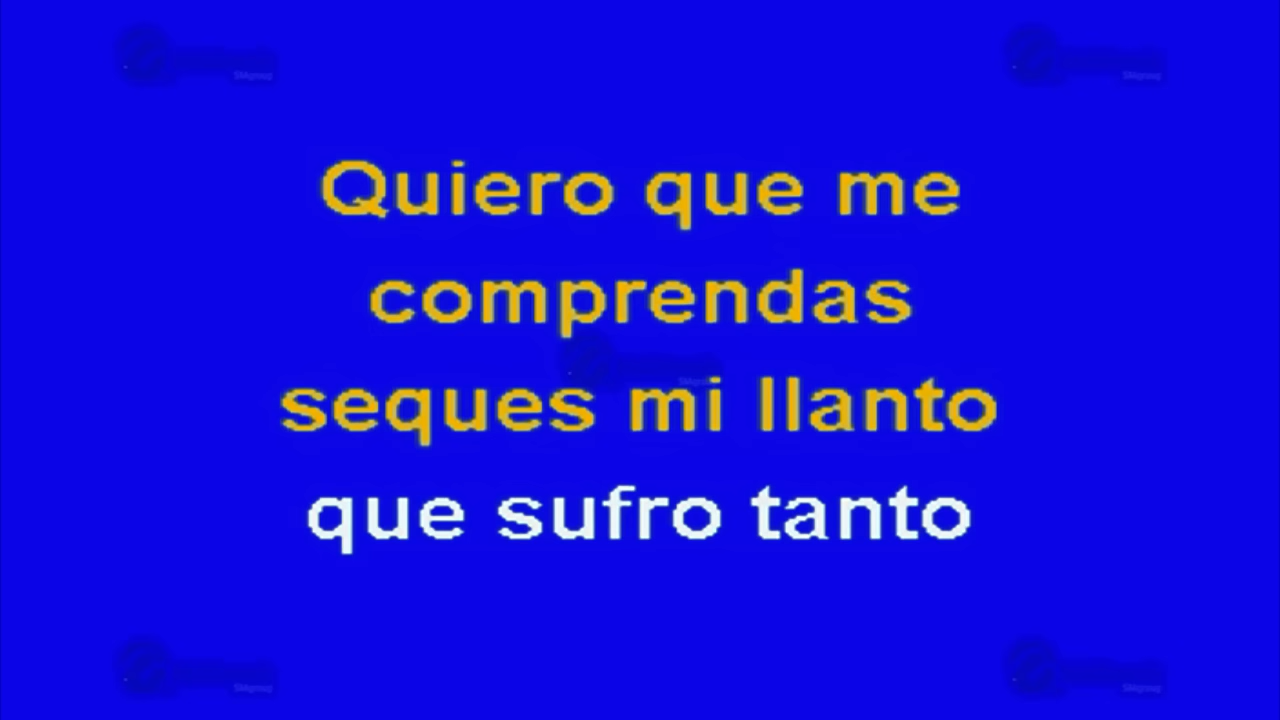 Quiero que me
comprendas
seques mi llanto
que sufro tanto